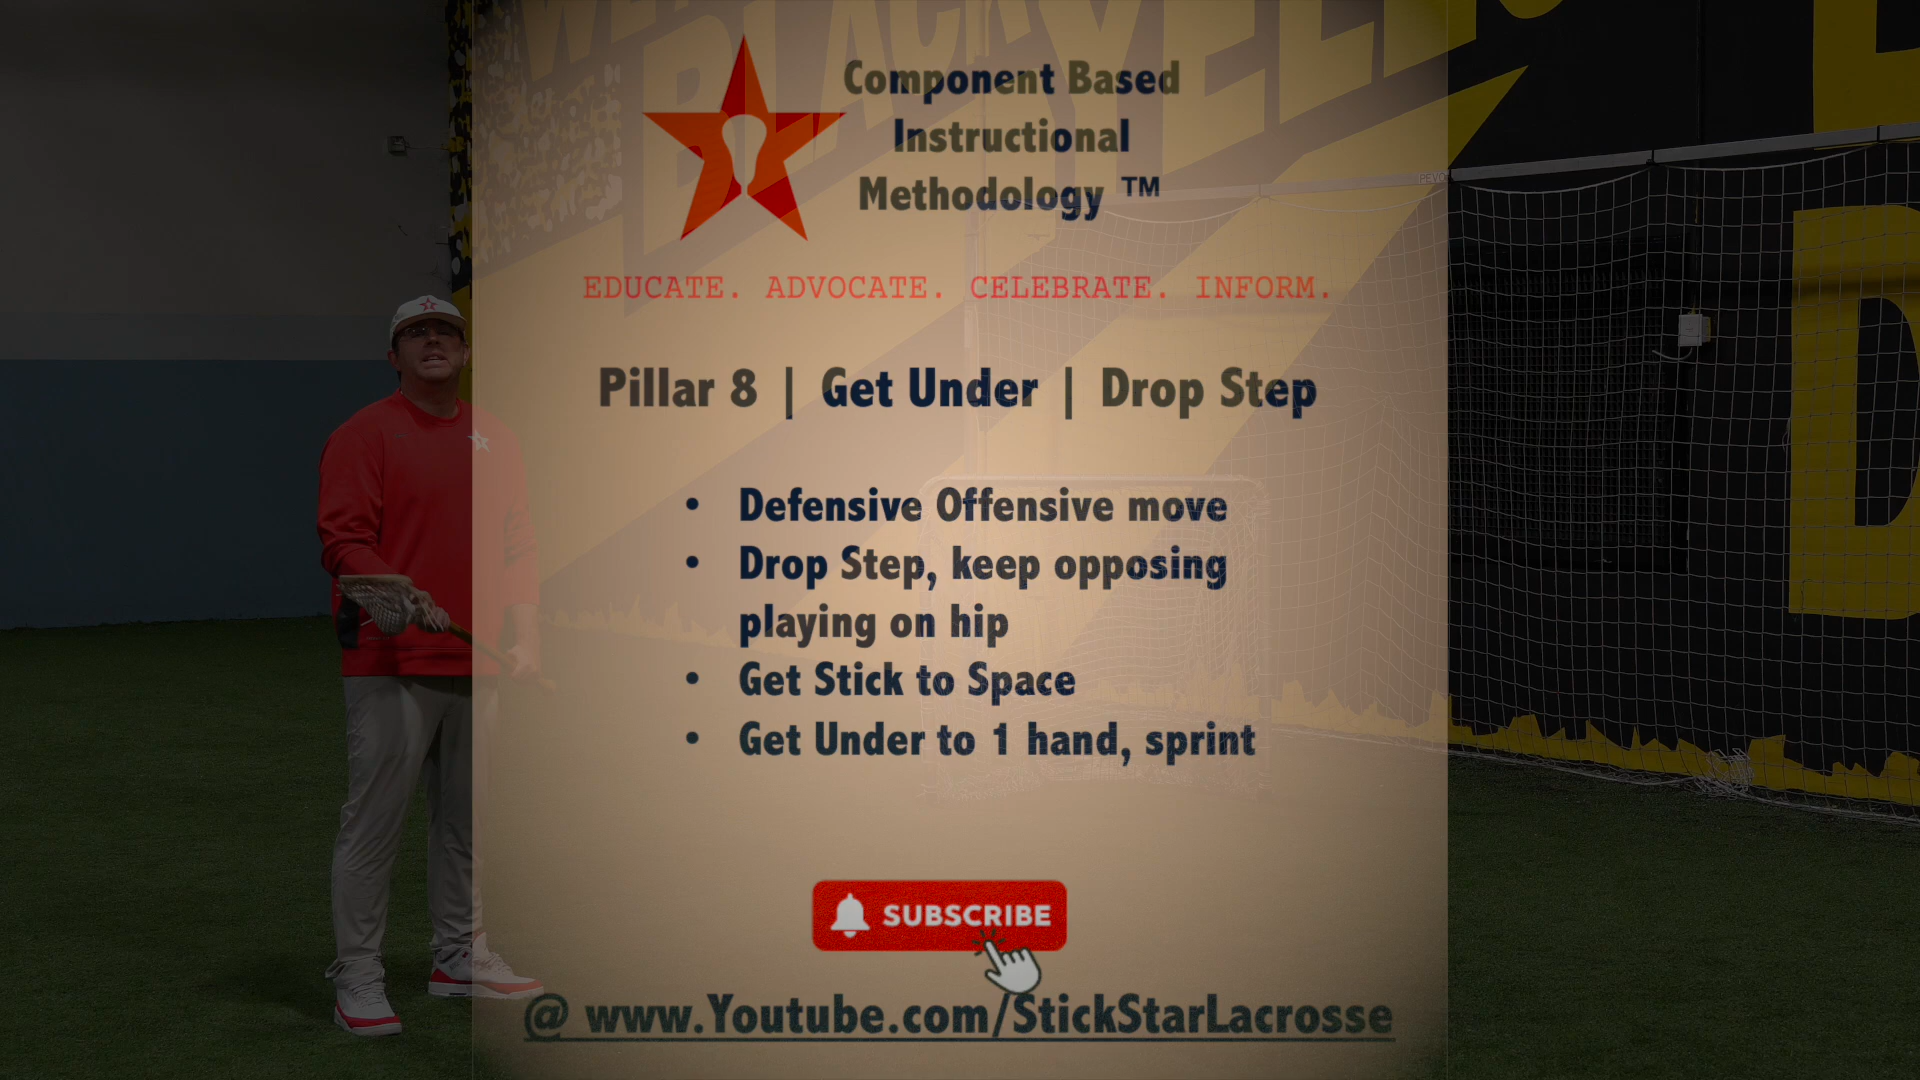 Component Based
Instructional
Methodology ™
EDUCATE. ADVOCATE. CELEBRATE. INFORM.
Pillar 8 | Get Under | Drop Step
• Defensive Offensive move
• Drop Step, keep opposing
playing on hip
• Get Stick to Space
• Get Under to 1 hand, sprint
SUBSCRIBE
@ www.Youtube.com/StickStarLacrosse